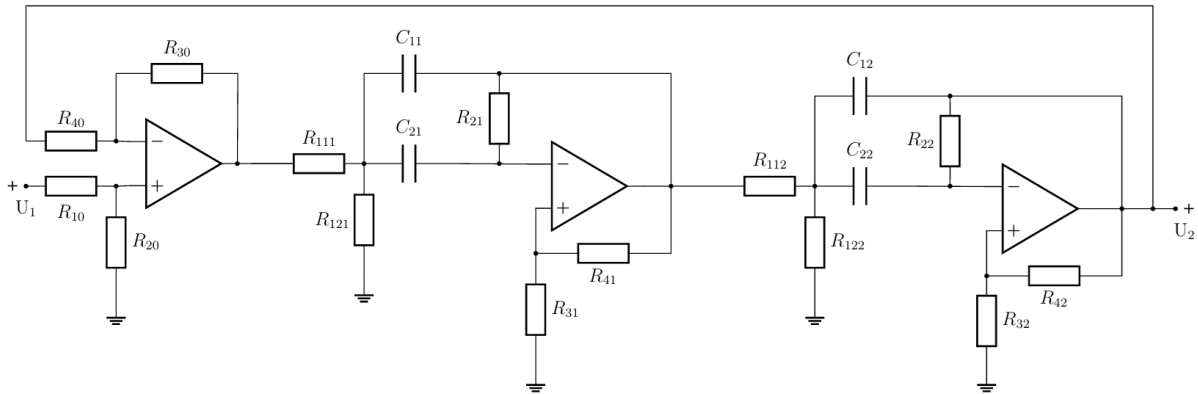 R30
C11
C12
R40
R21
C21
R111
R22
C22
R112
−
−
−
+
+
U1
R10
R20
R121
+
+
R122
+
U2
R41
R42
R31
R32